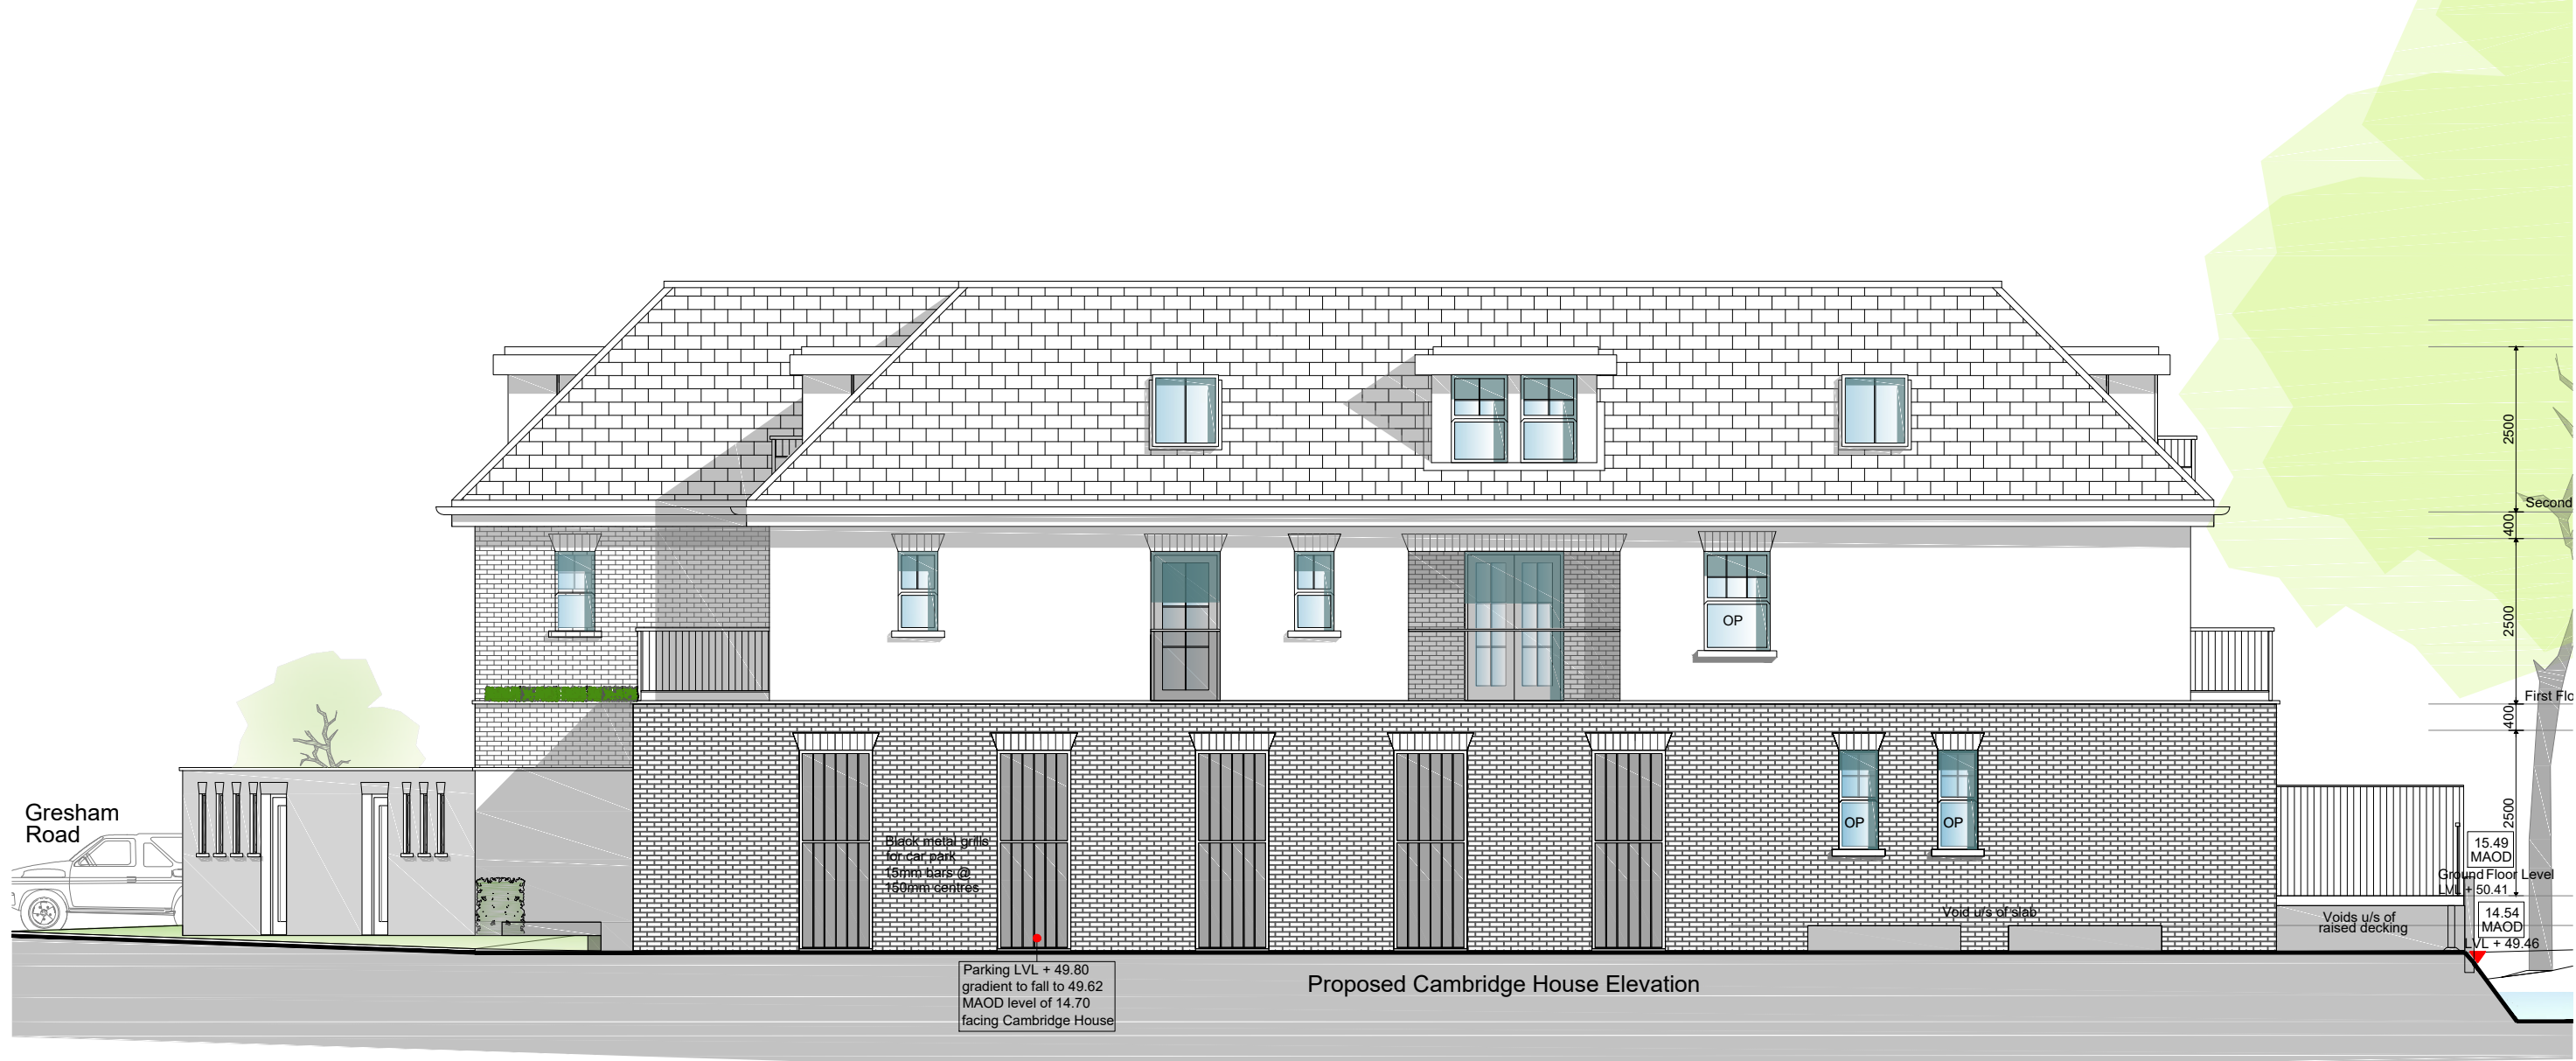 2500
Second
400
OP
2500
First Flo
400
Gresham
Road
2500
OP
OP
15.49
MAOD
Black metal grills
for car park
15mm bars @
150mm centres
Ground Floor Level
LVL + 50.41
Void u/s of slab
14.54
MAOD
Voids u/s of
raised decking
LVL + 49.46
Parking LVL + 49.80
gradient to fall to 49.62
MAOD level of 14.70
facing Cambridge House
Proposed Cambridge House Elevation